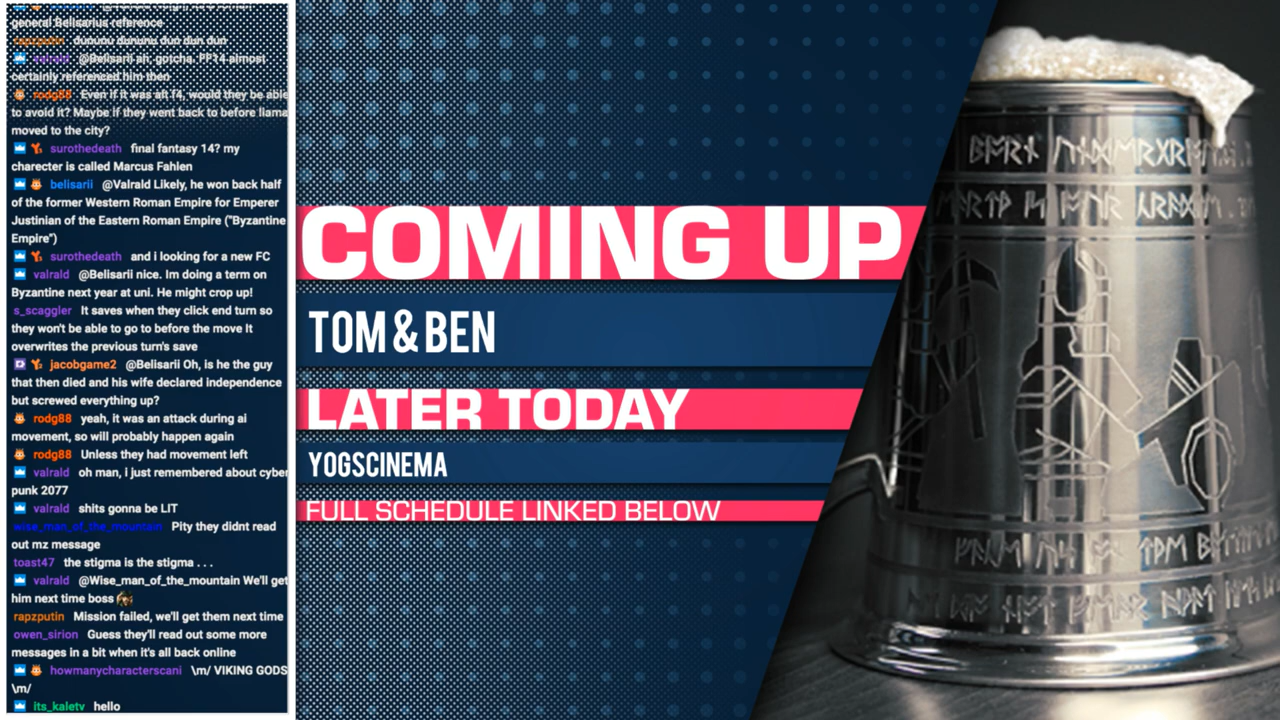 general Belisarius reference
rapzputin dununu dununu dun dun dun
valrald @Belisarii ah, gotcha. FF14 almost
certainly referenced him then
rodg88 Even if it was alt f4, would they be able
to avoid it? Maybe if they went back to before llama
moved to the city?
surothedeath final fantasy 14? my
charecter is called Marcus Fahlen
belisarii @Valrald Likely, he won back half
of the former Western Roman Empire for Emperer
Justinian of the Eastern Roman Empire ("Byzantine
Empire")
surothedeath and i looking for a new FC
valrald @Belisarii nice. Im doing a term on
Byzantine next year at uni. He might crop up!
s_scaggler It saves when they click end turn so
they won't be able to go to before the move It
overwrites the previous turn's save
jacobgame2 @Belisarii Oh, is he the guy
that then died and his wife declared independence
but screwed everything up?
rodg88 yeah, it was an attack during ai
movement, so will probably happen again
rodg88 Unless they had movement left
valrald oh man, i just remembered about cyber
punk 2077
valrald shits gonna be LIT
wise_man_of_the_mountain Pity they didnt read
out mz message
toast47 the stigma is the stigma . . .
valrald @Wise_man_of_the_mountain We'll get
him next time boss
rapzputin Mission failed, we'll get them next time
owen_sirion Guess they'll read out some more
messages in a bit when it's all back online
howmanycharacterscani \m/ VIKING GODS
\m/
its_kaletv hello
COMING UP
TOM & BEN
LATER TODAY
YOGSCINEMA
FULL SCHEDULE LINKED BELOW